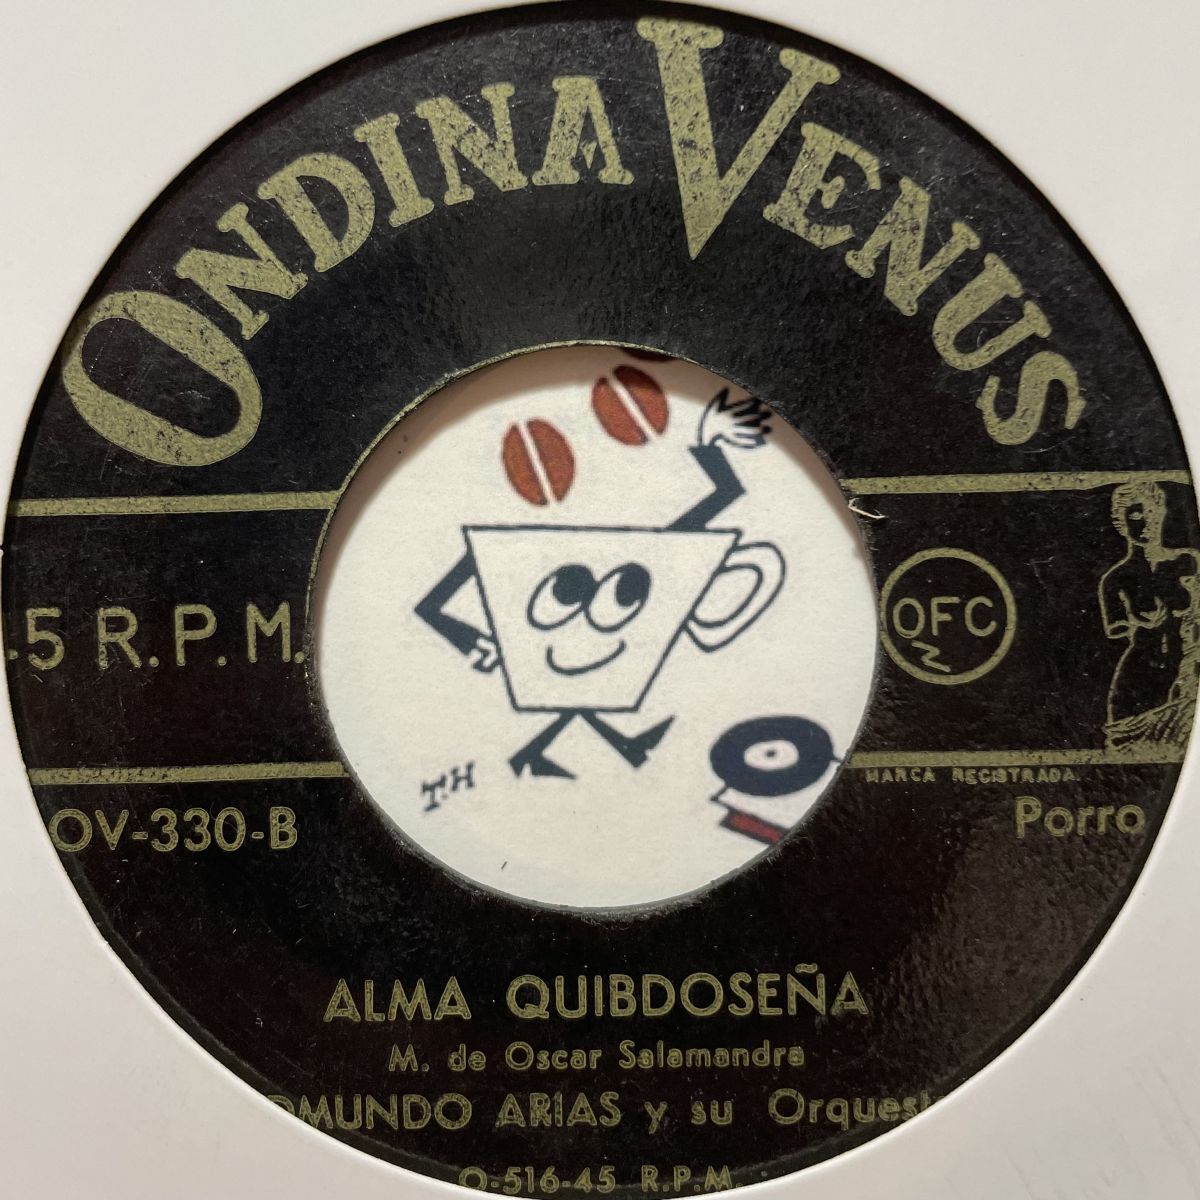 ONDINA VENUS
5 R.P.M.
OFC
MARCA REGISTRADA
OV-330-B
Porro
T.H
ALMA QUIBDOSEÑA
M. de Oscar Salamandra
DMUNDO ARIAS y su Orquest
O-516-45 R.P.M.